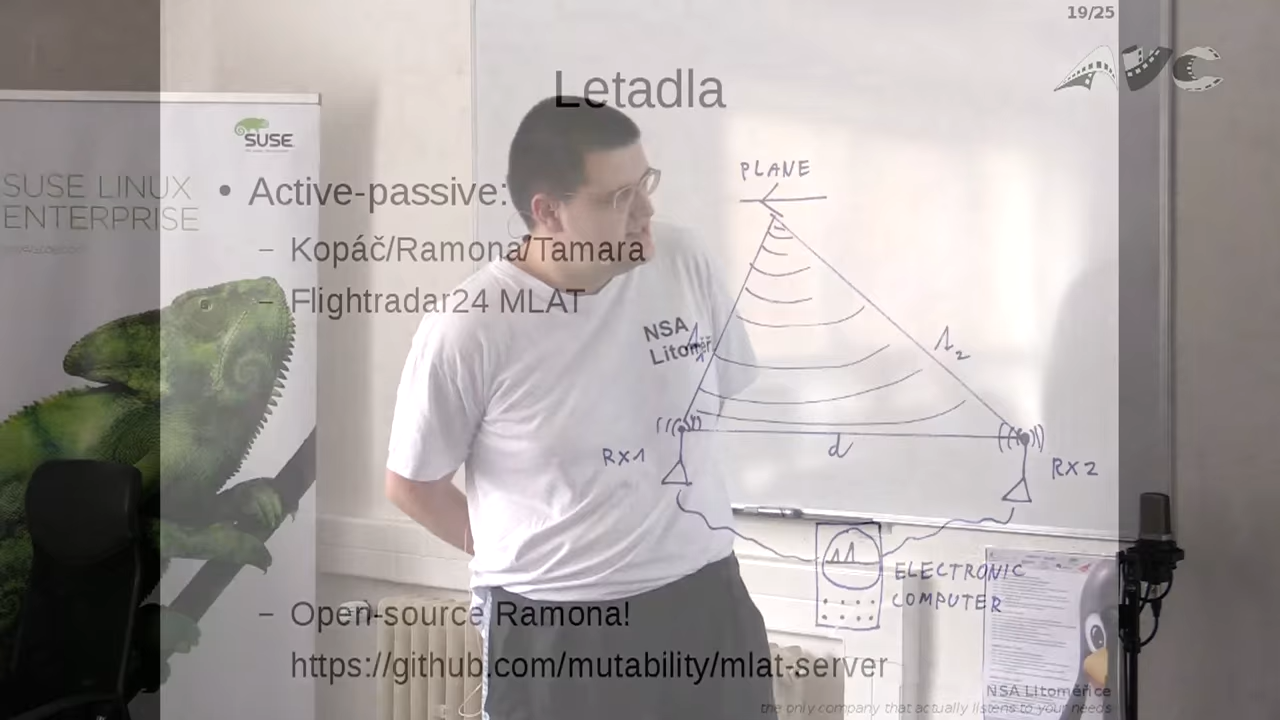 19/25
AVC
Letadla
SUSE
SUSE LINUX
ENTERPRISE
• Active-passive:
– Kopáč/Ramona/Tamara
– Flightradar24 MLAT
PLANE
NSA
Litoměř
RX1
d
RX2
ELECTRONIC
COMPUTER
– Open-source Ramona!
https://github.com/mutability/mlat-server
NSA Litoměřice
the only company that actually listens to your needs